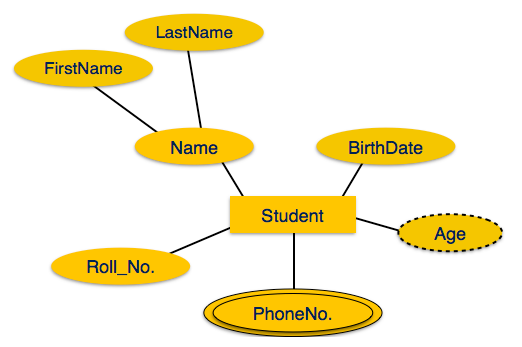 LastName
FirstName
Name
BirthDate
Student
Age
Roll_No.
PhoneNo.